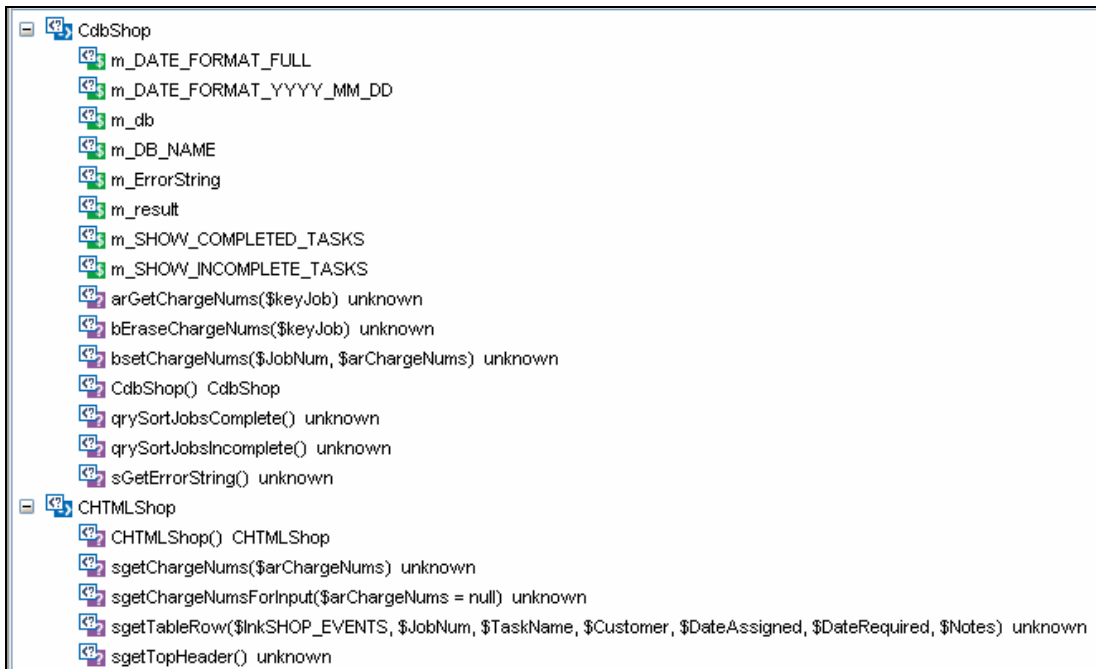 CdbShop
m_DATE_FORMAT_FULL
m_DATE_FORMAT_YYYY_MM_DD
m_db
m_DB_NAME
m_ErrorString
m_result
m_SHOW_COMPLETED_TASKS
m_SHOW_INCOMPLETE_TASKS
arGetChargeNums($keyJob) unknown
bEraseChargeNums($keyJob) unknown
bsetChargeNums($JobNum, $arChargeNums) unknown
CdbShop() CdbShop
qrySortJobsComplete() unknown
qrySortJobsIncomplete() unknown
sGetErrorString() unknown
CHTMLShop
CHTMLShop() CHTMLShop
sgetChargeNums($arChargeNums) unknown
sgetChargeNumsForInput($arChargeNums = null) unknown
sgetTableRow($lnkSHOP_EVENTS, $JobNum, $TaskName, $Customer, $DateAssigned, $DateRequired, $Notes) unknown
sgetTopHeader() unknown